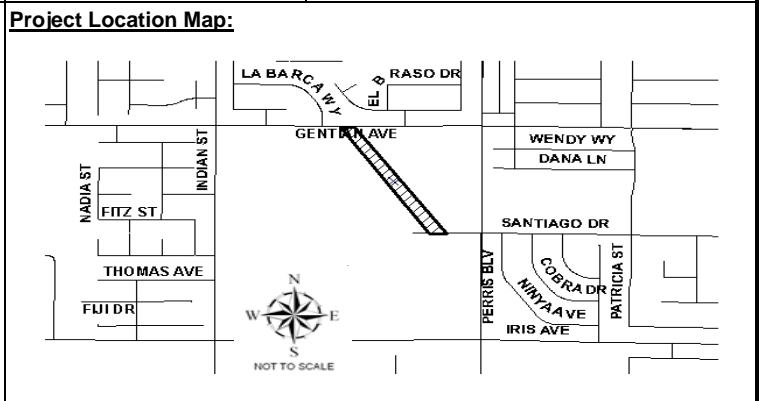 Project Location Map:
LA BARCA WY
EL B
RASO DR
GENTIAN AVE
WENDY WY
DANA LN
INDIAN ST
NADIA ST
FITZ ST
SANTIAGO DR
THOMAS AVE
FIJI DR
PERRIS BLV
COBRA DR
NINYA AVE
PATRICIA ST
IRIS AVE
N
W
E
S
NOT TO SCALE